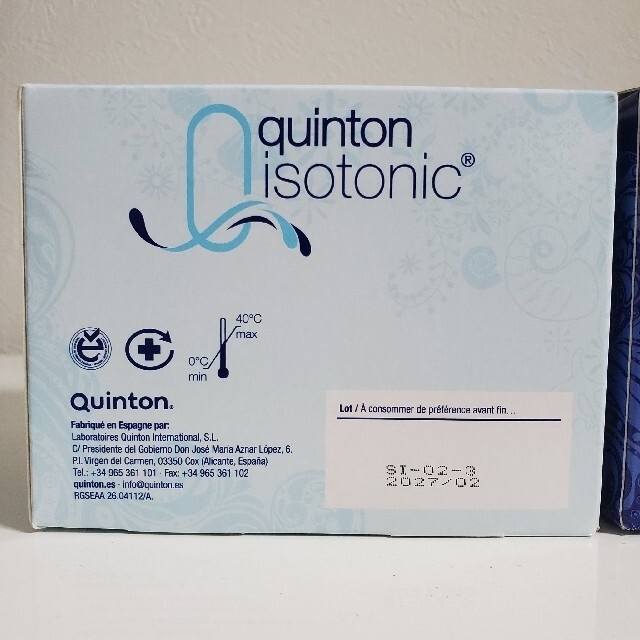 quinton
isotonic®
40°C
max
0°C
min
Quinton®
Fabriqué en Espagne par:
Laboratoires Quinton International, S.L.
C/ Presidente del Gobierno Don José María Aznar López, 6.
P.I. Virgen del Carmen, 03350 Cox (Alicante, España)
Tel.: +34 965 361 101 · Fax: +34 965 361 102
quinton.es · info@quinton.es
RGSEAA 26.04112/A.
Lot / À consommer de préférence avant fin...
SI-02-3
2027/02